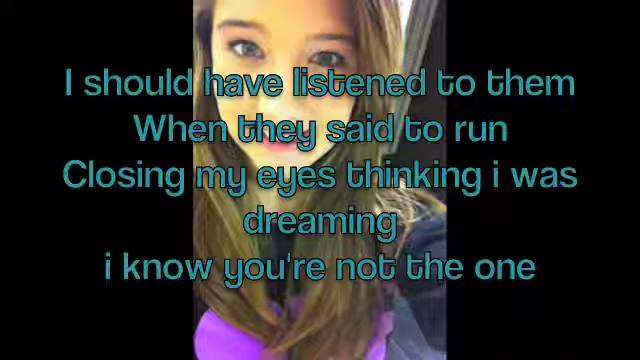 I should have listened to them
When they said to run
Closing my eyes thinking i was
dreaming
i know you're not the one